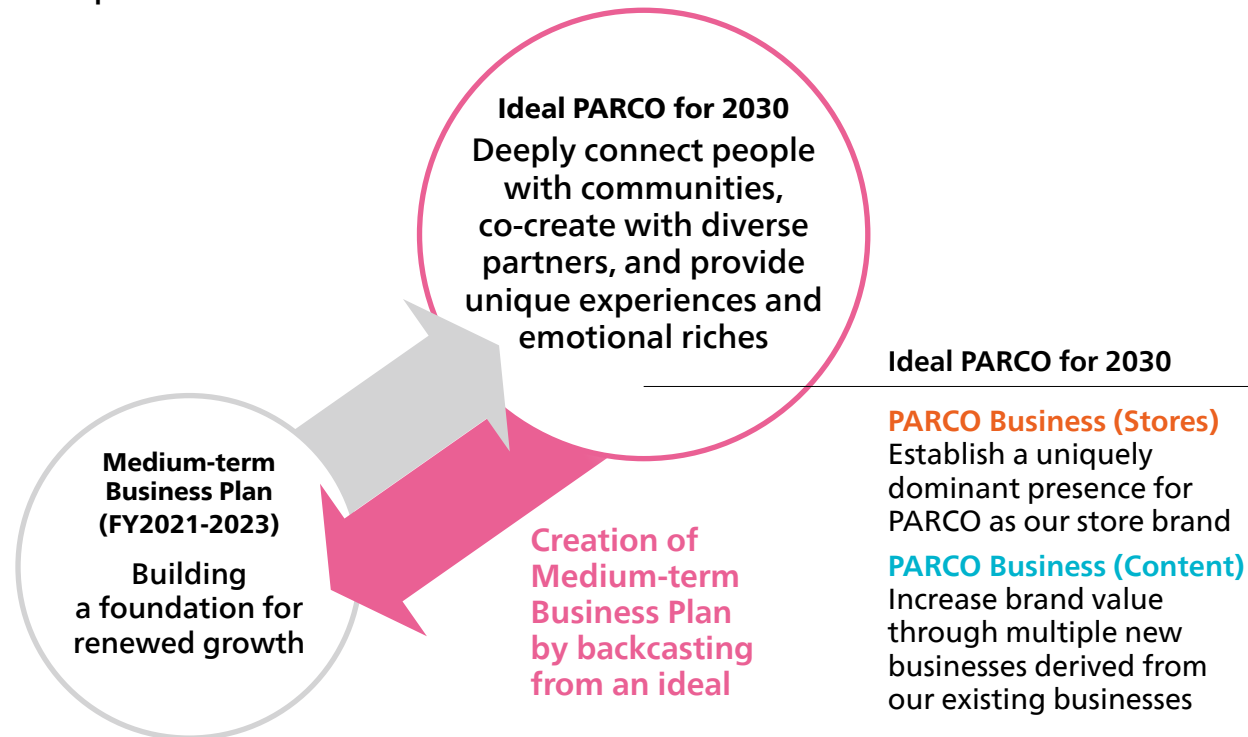 Ideal PARCO for 2030
Deeply connect people
with communities,
co-create with diverse
partners, and provide
unique experiences and
emotional riches
Medium-term
Business Plan
(FY2021-2023)
Building
a foundation for
renewed growth
Creation of
Medium-term
Business Plan
by backcasting
from an ideal
Ideal PARCO for 2030
PARCO Business (Stores)
Establish a uniquely
dominant presence for
PARCO as our store brand
PARCO Business (Content)
Increase brand value
through multiple new
businesses derived from
our existing businesses